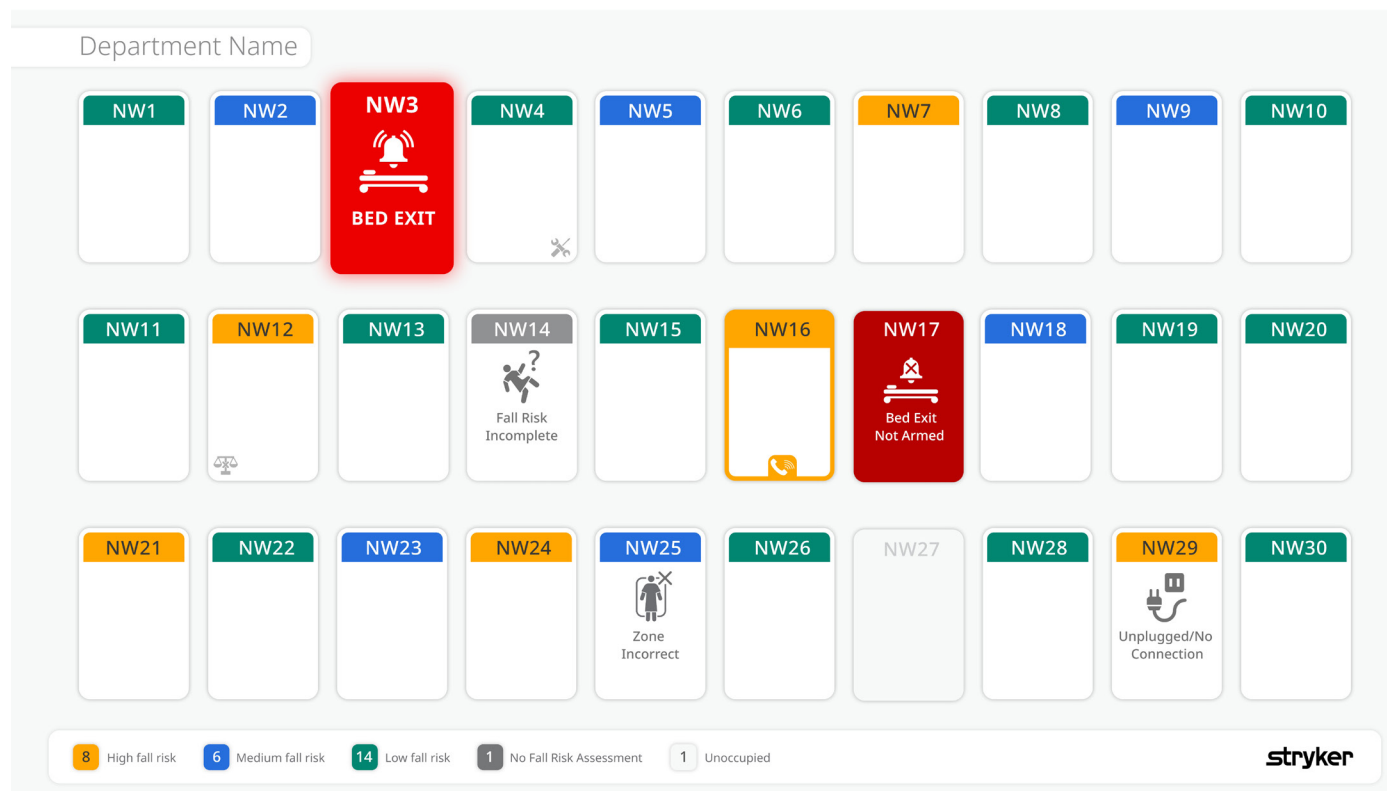 Department Name
NW1 NW2 NW3 NW4 NW5 NW6 NW7 NW8 NW9 NW10
BED EXIT
NW11 NW12 NW13 NW14 NW15 NW16 NW17 NW18 NW19 NW20
?
Fall Risk
Incomplete
Bed Exit
Not Armed
NW21 NW22 NW23 NW24 NW25 NW26 NW27 NW28 NW29 NW30
Zone
Incorrect
Unplugged/No
Connection
8 High fall risk 6 Medium fall risk 14 Low fall risk 1 No Fall Risk Assessment 1 Unoccupied
stryker